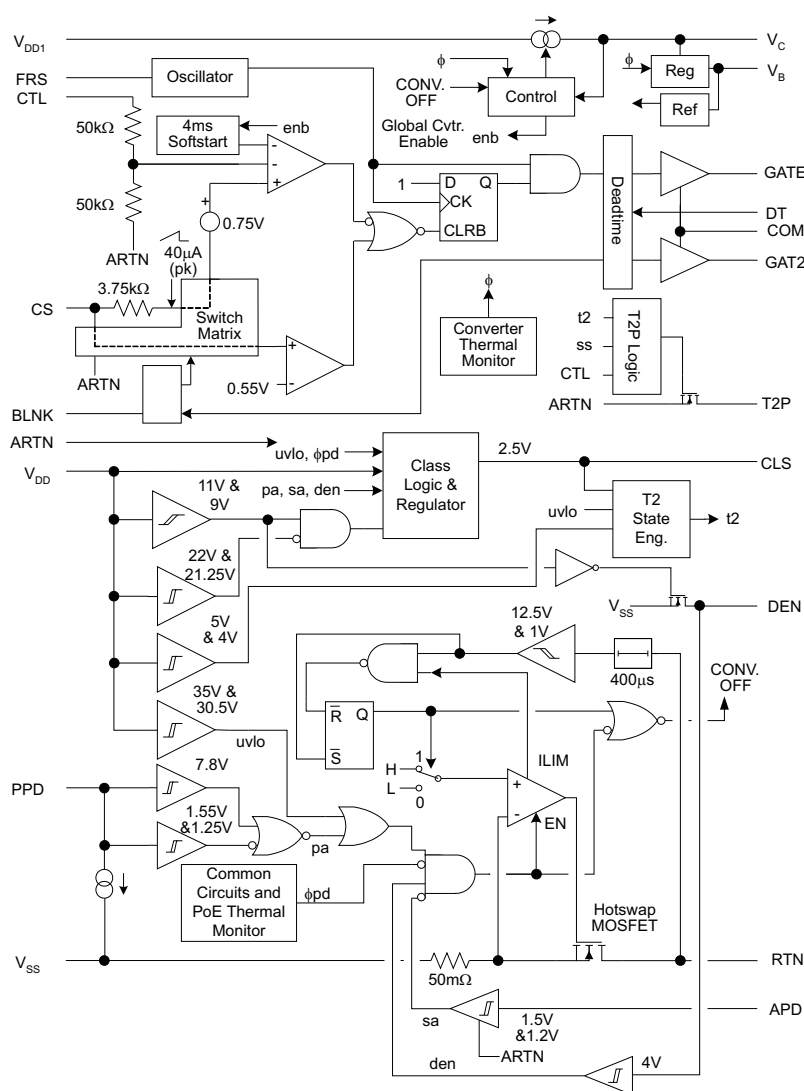 V_DD1
V_C
FRS
Oscillator
ϕ
ϕ
Reg
V_B
CTL
CONV.
OFF
Control
Ref
50kΩ
4ms
Softstart
enb
Global Cvtr.
Enable
enb
-
-
+
1
D
Q
CK
CLRB
Deadtime
GATE
50kΩ
+
0.75V
DT
COM
ARTN
40μA
(pk)
GAT2
3.75kΩ
CS
Switch
Matrix
ϕ
Converter
Thermal
Monitor
t2
ss
CTL
T2P Logic
+
-
ARTN
0.55V
BLNK
ARTN
T2P
ARTN
uvlo, ϕpd
2.5V
CLS
V_DD
Class
Logic &
Regulator
pa, sa, den
11V &
9V
uvlo
T2
State
Eng.
t2
22V &
21.25V
V_SS
DEN
5V
& 4V
12.5V
& 1V
400μs
CONV.
OFF
35V &
30.5V
uvlo
R̅
Q
S̅
H
1
L
0
ILIM
+
-
EN
PPD
7.8V
1.55V
&1.25V
pa
Common
Circuits and
PoE Thermal
Monitor
ϕpd
Hotswap
MOSFET
V_SS
50mΩ
RTN
sa
1.5V
&1.2V
APD
ARTN
den
4V